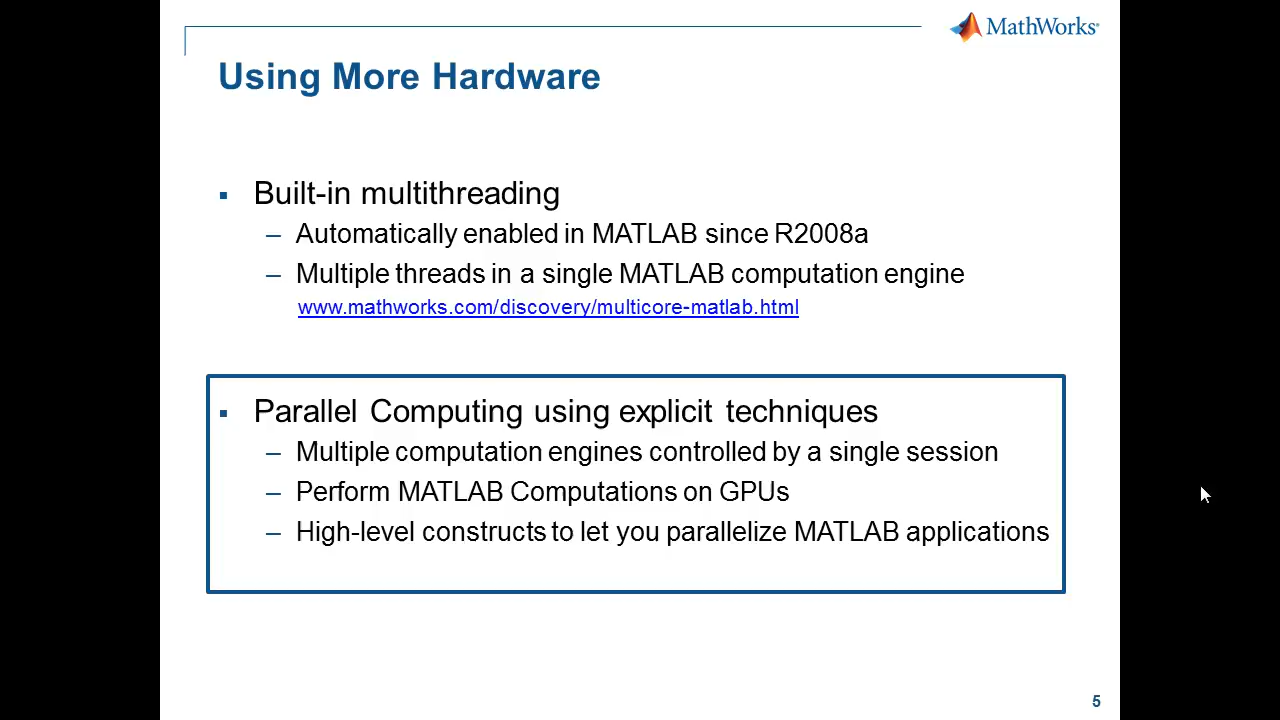 MathWorks®
Using More Hardware
▪ Built-in multithreading
– Automatically enabled in MATLAB since R2008a
– Multiple threads in a single MATLAB computation engine
www.mathworks.com/discovery/multicore-matlab.html
▪ Parallel Computing using explicit techniques
– Multiple computation engines controlled by a single session
– Perform MATLAB Computations on GPUs
– High-level constructs to let you parallelize MATLAB applications
5